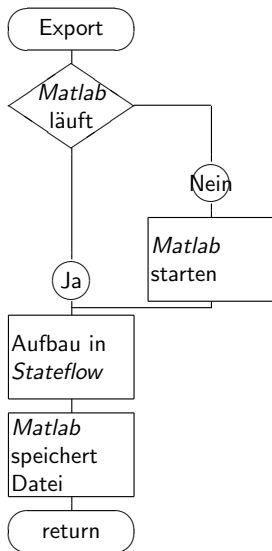 Export
Matlab
läuft
Nein
Matlab
starten
Ja
Aufbau in
Stateflow
Matlab
speichert
Datei
return